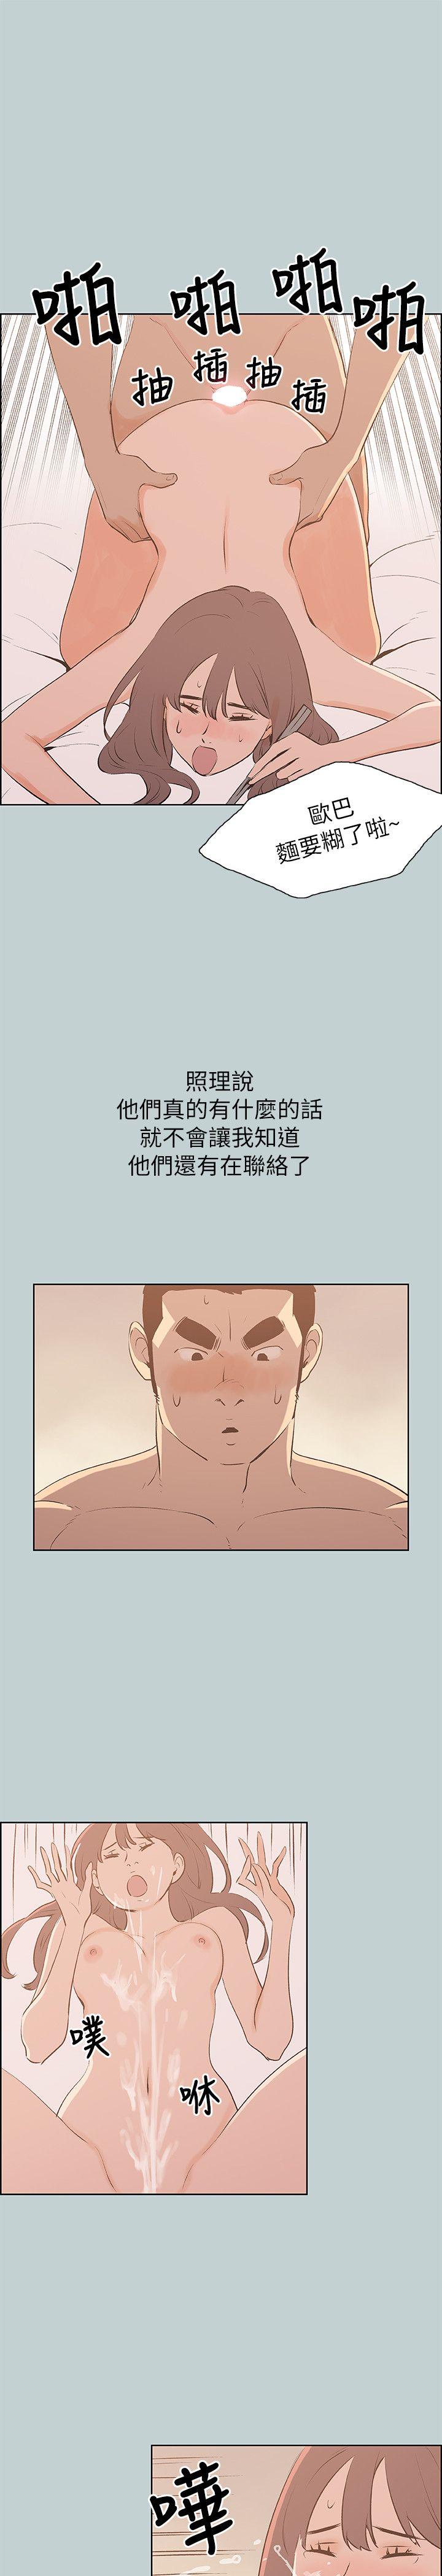 啪
啪
啪
啪
抽
插
抽
插
歐巴
麵要糊了啦~
照理說
他們真的有什麼的話
就不會讓我知道
他們還有在聯絡了
噗
咻
嘩